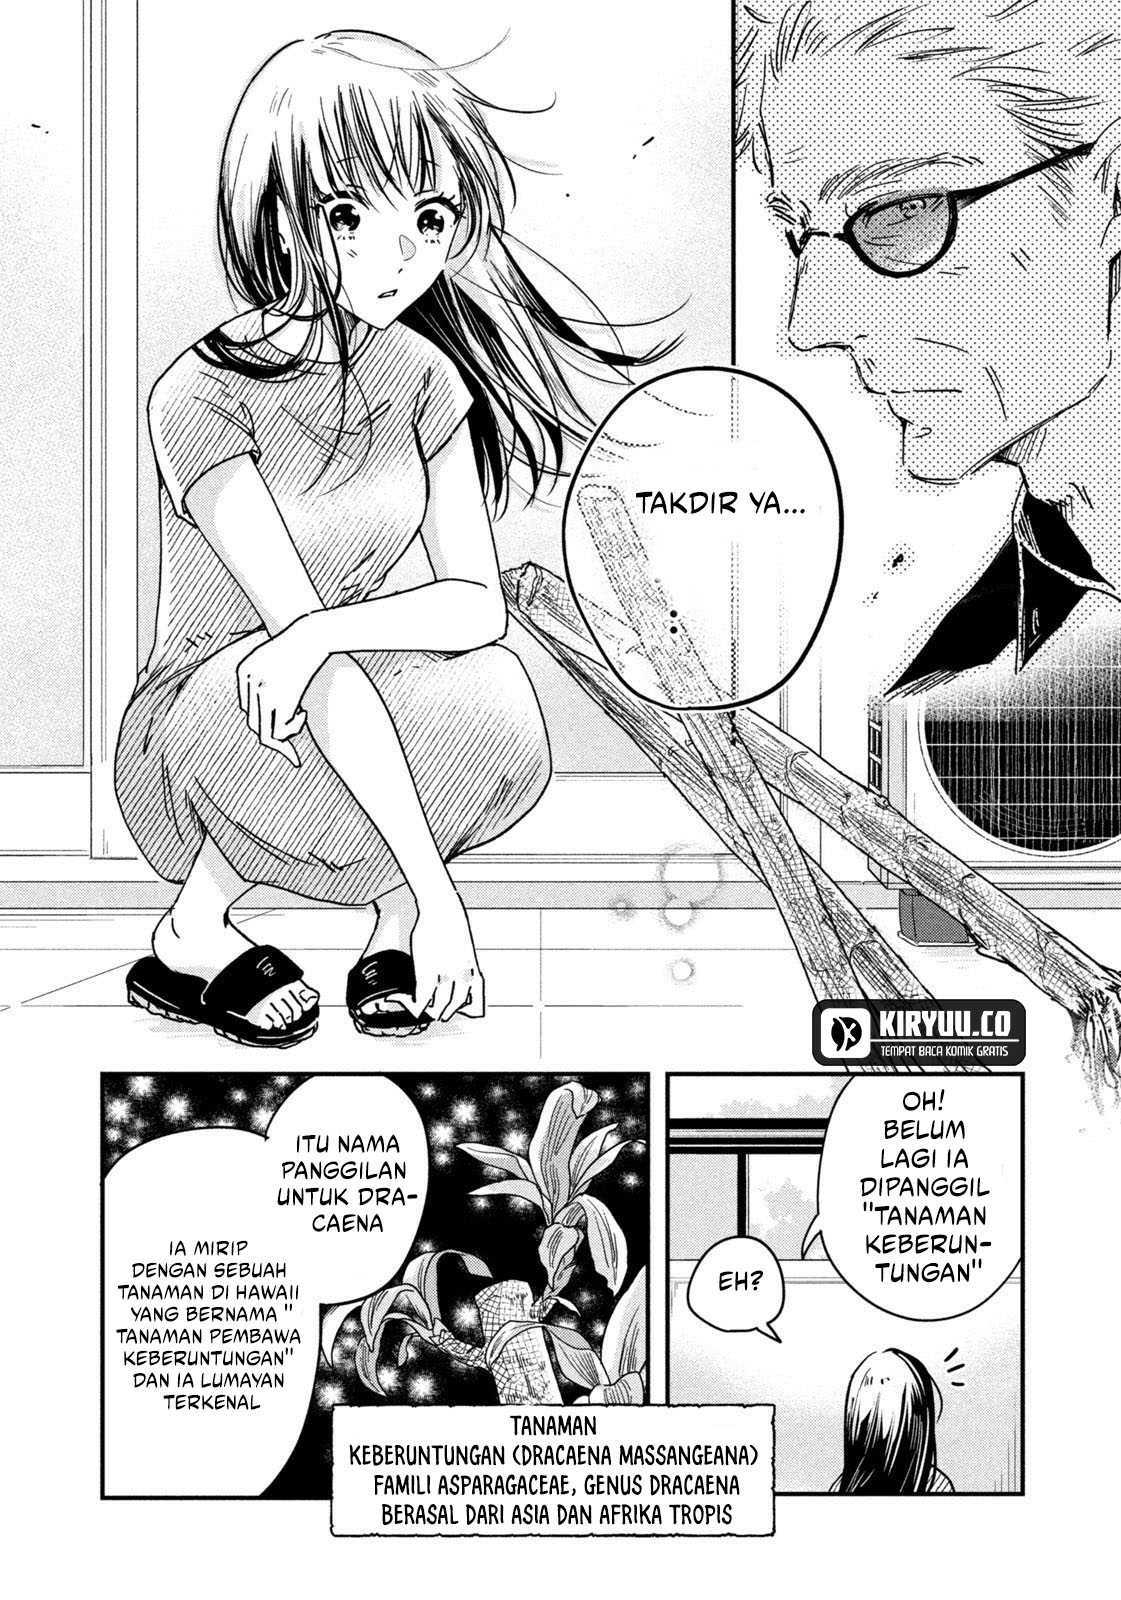 TAKDIR YA...
KIRYUU.CO
TEMPAT BACA KOMIK GRATIS
OH!
BELUM
LAGI IA
DIPANGGIL
"TANAMAN
KEBERUN-
TUNGAN"
EH?
ITU NAMA
PANGGILAN
UNTUK DRA-
CAENA
IA MIRIP
DENGAN SEBUAH
TANAMAN DI HAWAII
YANG BERNAMA "
TANAMAN PEMBAWA
KEBERUNTUNGAN"
DAN IA LUMAYAN
TERKENAL
TANAMAN
KEBERUNTUNGAN (DRACAENA MASSANGEANA)
FAMILI ASPARAGACEAE, GENUS DRACAENA
BERASAL DARI ASIA DAN AFRIKA TROPIS